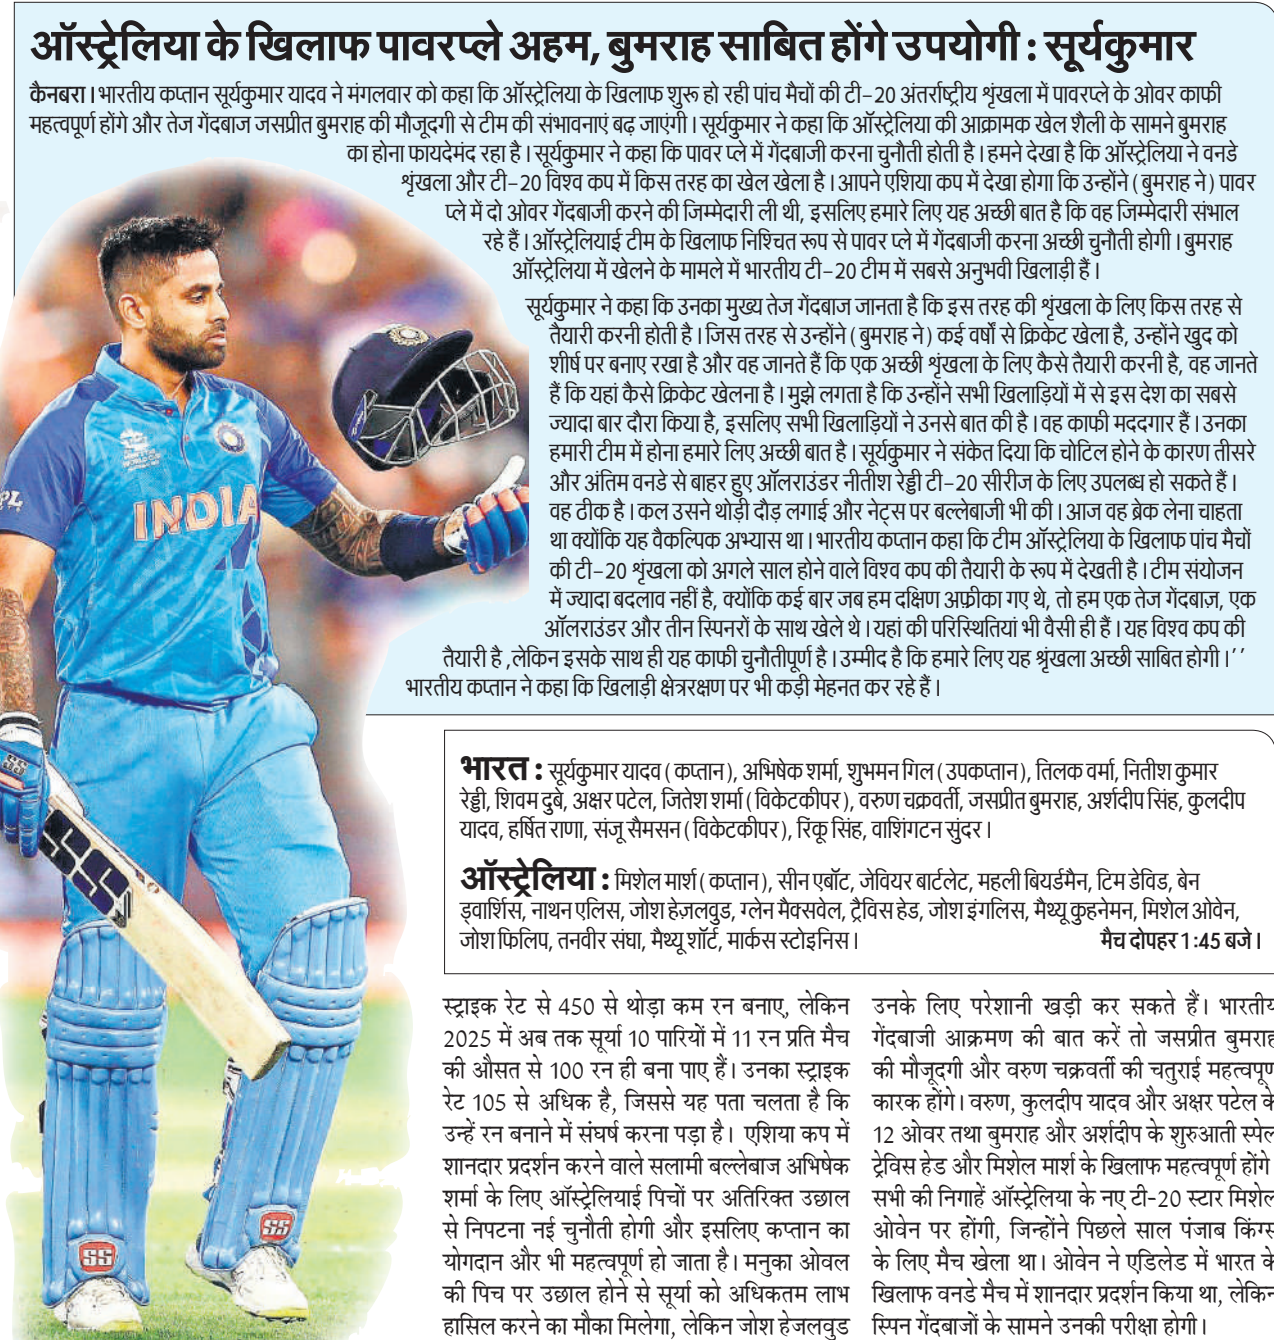 ऑस्ट्रेलिया के खिलाफ पावरप्ले अहम, बुमराह साबित होंगे उपयोगी : सूर्यकुमार
कैनबरा। भारतीय कप्तान सूर्यकुमार यादव ने मंगलवार को कहा कि ऑस्ट्रेलिया के खिलाफ शुरू हो रही पांच मैचों की टी-20 अंतर्राष्ट्रीय शृंखला में पावरप्ले के ओवर काफी
महत्वपूर्ण होंगे और तेज गेंदबाज जसप्रीत बुमराह की मौजूदगी से टीम की संभावनाएं बढ़ जाएंगी। सूर्यकुमार ने कहा कि ऑस्ट्रेलिया की आक्रामक खेल शैली के सामने बुमराह
का होना फायदेमंद रहा है। सूर्यकुमार ने कहा कि पावर प्ले में गेंदबाजी करना चुनौती होती है। हमने देखा है कि ऑस्ट्रेलिया ने वनडे
शृंखला और टी-20 विश्व कप में किस तरह का खेल खेला है। आपने एशिया कप में देखा होगा कि उन्होंने (बुमराह ने) पावर
प्ले में दो ओवर गेंदबाजी करने की जिम्मेदारी ली थी, इसलिए हमारे लिए यह अच्छी बात है कि वह जिम्मेदारी संभाल
रहे हैं। ऑस्ट्रेलियाई टीम के खिलाफ निश्चित रूप से पावर प्ले में गेंदबाजी करना अच्छी चुनौती होगी। बुमराह
ऑस्ट्रेलिया में खेलने के मामले में भारतीय टी-20 टीम में सबसे अनुभवी खिलाड़ी हैं।
सूर्यकुमार ने कहा कि उनका मुख्य तेज गेंदबाज जानता है कि इस तरह की शृंखला के लिए किस तरह से
तैयारी करनी होती है। जिस तरह से उन्होंने (बुमराह ने) कई वर्षों से क्रिकेट खेला है, उन्होंने खुद को
शीर्ष पर बनाए रखा है और वह जानते हैं कि एक अच्छी शृंखला के लिए कैसे तैयारी करनी है, वह जानते
हैं कि यहां कैसे क्रिकेट खेलना है। मुझे लगता है कि उन्होंने सभी खिलाड़ियों में से इस देश का सबसे
ज्यादा बार दौरा किया है, इसलिए सभी खिलाड़ियों ने उनसे बात की है। वह काफी मददगार हैं। उनका
हमारी टीम में होना हमारे लिए अच्छी बात है। सूर्यकुमार ने संकेत दिया कि चोटिल होने के कारण तीसरे
और अंतिम वनडे से बाहर हुए ऑलराउंडर नीतीश रेड्डी टी-20 सीरीज के लिए उपलब्ध हो सकते हैं।
वह ठीक है। कल उसने थोड़ी दौड़ लगाई और नेट्स पर बल्लेबाजी भी की। आज वह ब्रेक लेना चाहता
था क्योंकि यह वैकल्पिक अभ्यास था। भारतीय कप्तान कहा कि टीम ऑस्ट्रेलिया के खिलाफ पांच मैचों
की टी-20 शृंखला को अगले साल होने वाले विश्व कप की तैयारी के रूप में देखती है। टीम संयोजन
में ज्यादा बदलाव नहीं है, क्योंकि कई बार जब हम दक्षिण अफ्रीका गए थे, तो हम एक तेज गेंदबाज़, एक
ऑलराउंडर और तीन स्पिनरों के साथ खेले थे। यहां की परिस्थितियां भी वैसी ही हैं। यह विश्व कप की
तैयारी है ,लेकिन इसके साथ ही यह काफी चुनौतीपूर्ण है। उम्मीद है कि हमारे लिए यह श्रृंखला अच्छी साबित होगी।''
भारतीय कप्तान ने कहा कि खिलाड़ी क्षेत्ररक्षण पर भी कड़ी मेहनत कर रहे हैं।
PL
INDIA
SS
SS
SS
भारत : सूर्यकुमार यादव (कप्तान), अभिषेक शर्मा, शुभमन गिल (उपकप्तान), तिलक वर्मा, नितीश कुमार
रेड्डी, शिवम दुबे, अक्षर पटेल, जितेश शर्मा (विकेटकीपर), वरुण चक्रवर्ती, जसप्रीत बुमराह, अर्शदीप सिंह, कुलदीप
यादव, हर्षित राणा, संजू सैमसन (विकेटकीपर), रिंकू सिंह, वाशिंगटन सुंदर।
ऑस्ट्रेलिया : मिशेल मार्श (कप्तान), सीन एबॉट, जेवियर बार्टलेट, महली बियर्डमैन, टिम डेविड, बेन
ड्वार्शिस, नाथन एलिस, जोश हेज़लवुड, ग्लेन मैक्सवेल, ट्रैविस हेड, जोश इंगलिस, मैथ्यू कुहनेमन, मिशेल ओवेन,
जोश फिलिप, तनवीर संघा, मैथ्यू शॉर्ट, मार्कस स्टोइनिस। मैच दोपहर 1:45 बजे।
स्ट्राइक रेट से 450 से थोड़ा कम रन बनाए, लेकिन
2025 में अब तक सूर्या 10 पारियों में 11 रन प्रति मैच
की औसत से 100 रन ही बना पाए हैं। उनका स्ट्राइक
रेट 105 से अधिक है, जिससे यह पता चलता है कि
उन्हें रन बनाने में संघर्ष करना पड़ा है। एशिया कप में
शानदार प्रदर्शन करने वाले सलामी बल्लेबाज अभिषेक
शर्मा के लिए ऑस्ट्रेलियाई पिचों पर अतिरिक्त उछाल
से निपटना नई चुनौती होगी और इसलिए कप्तान का
योगदान और भी महत्वपूर्ण हो जाता है। मनुका ओवल
की पिच पर उछाल होने से सूर्या को अधिकतम लाभ
हासिल करने का मौका मिलेगा, लेकिन जोश हेजलवुड
उनके लिए परेशानी खड़ी कर सकते हैं। भारतीय
गेंदबाजी आक्रमण की बात करें तो जसप्रीत बुमराह
की मौजूदगी और वरुण चक्रवर्ती की चतुराई महत्वपूर्ण
कारक होंगे। वरुण, कुलदीप यादव और अक्षर पटेल के
12 ओवर तथा बुमराह और अर्शदीप के शुरुआती स्पेल
ट्रेविस हेड और मिशेल मार्श के खिलाफ महत्वपूर्ण होंगे
सभी की निगाहें ऑस्ट्रेलिया के नए टी-20 स्टार मिशेल
ओवेन पर होंगी, जिन्होंने पिछले साल पंजाब किंग्स
के लिए मैच खेला था। ओवेन ने एडिलेड में भारत के
खिलाफ वनडे मैच में शानदार प्रदर्शन किया था, लेकिन
स्पिन गेंदबाजों के सामने उनकी परीक्षा होगी।